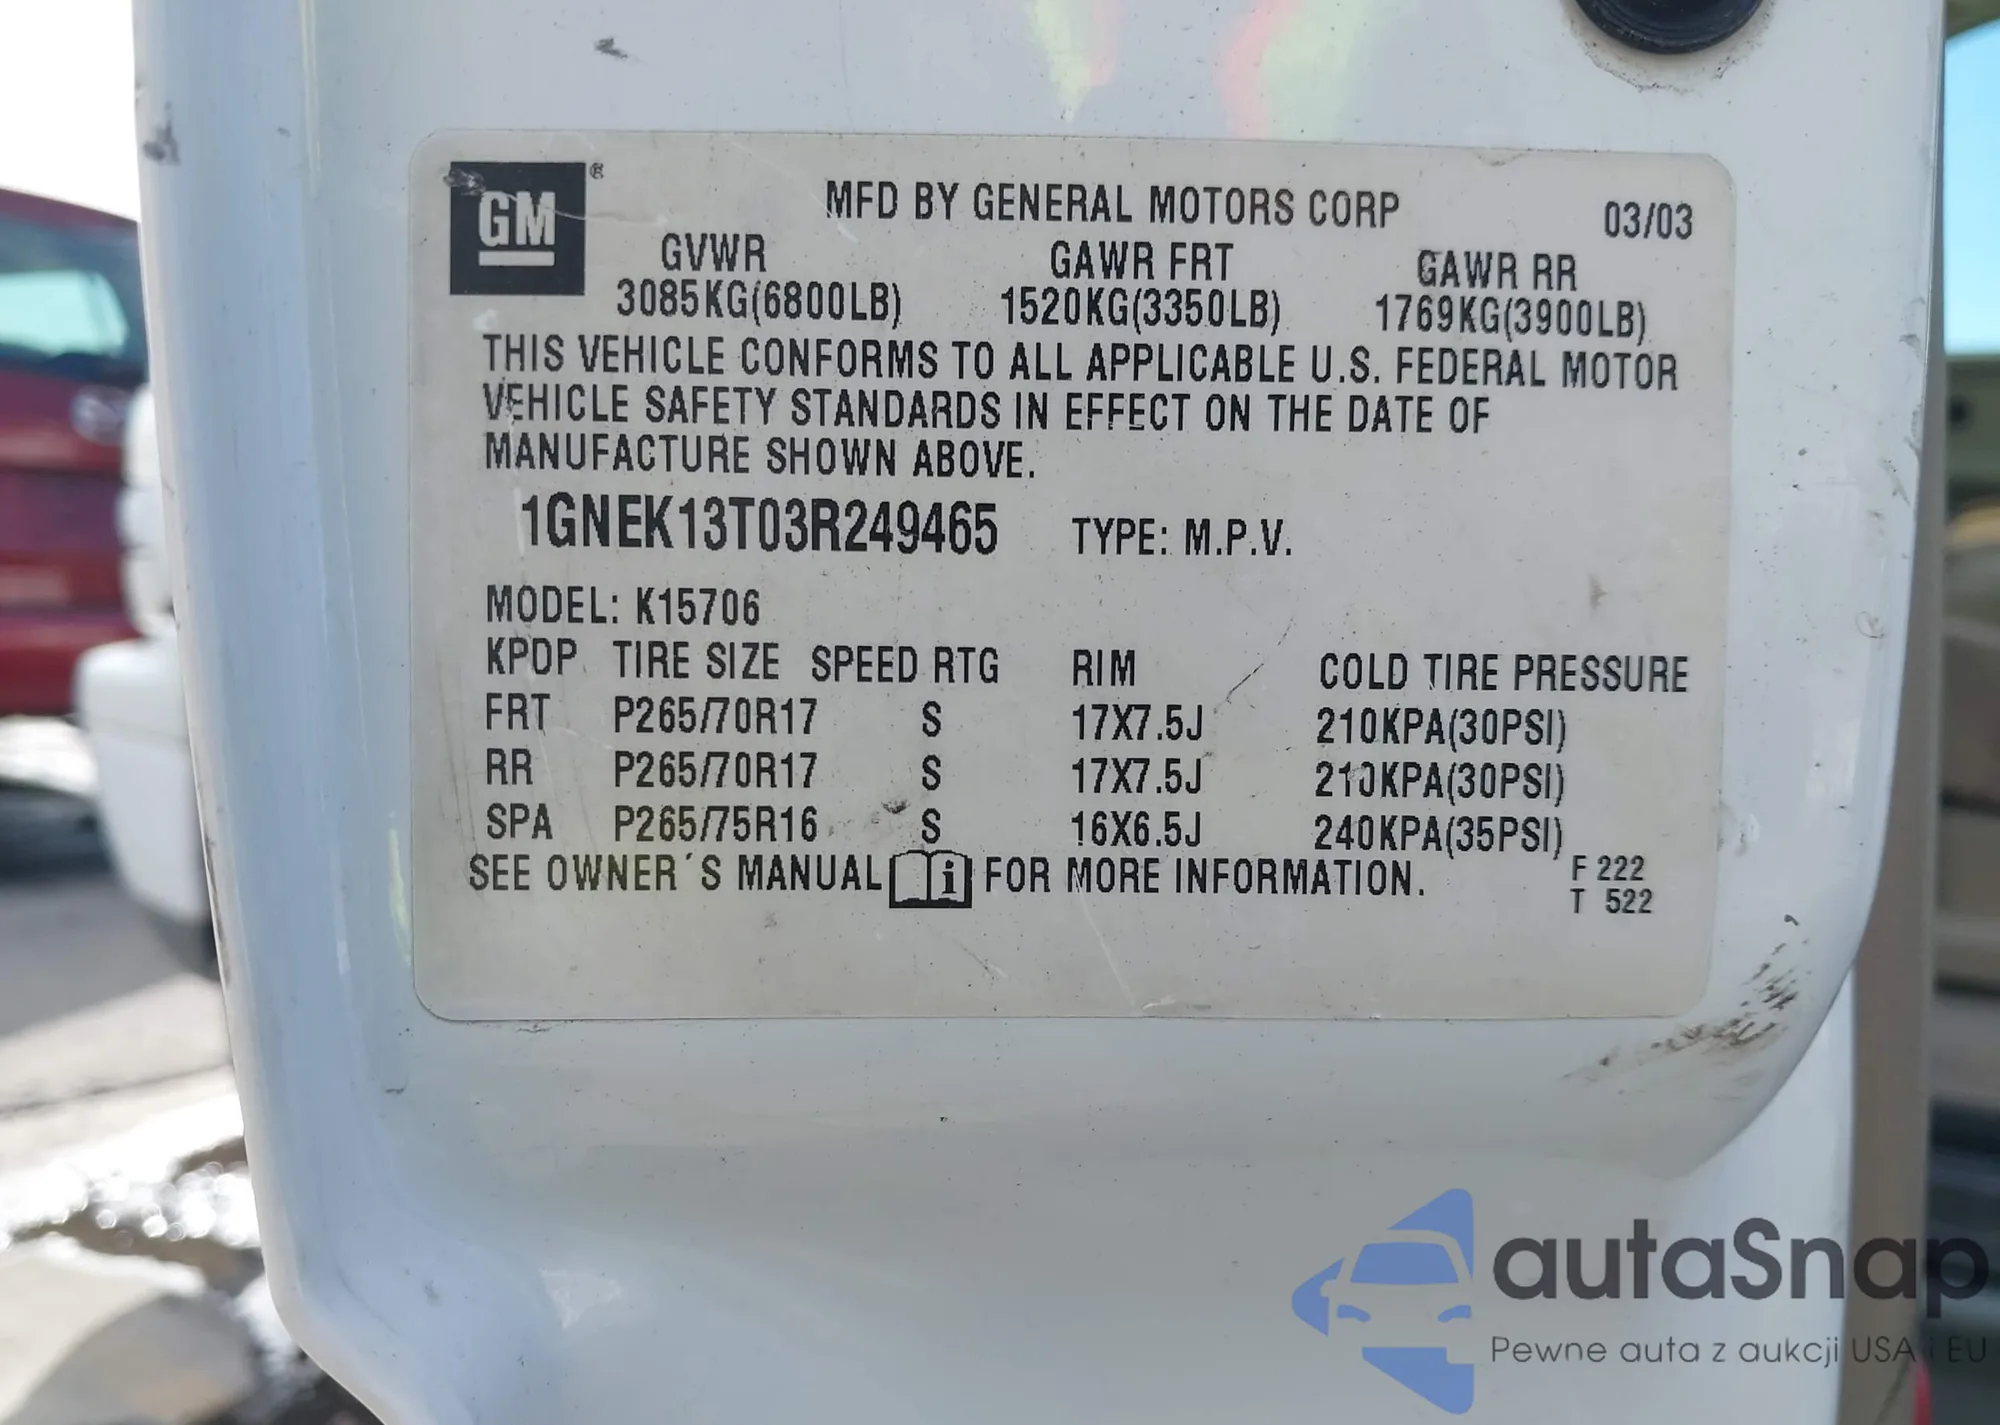 GM ®
MFD BY GENERAL MOTORS CORP 03/03
GVWR GAWR FRT GAWR RR
3085KG(6800LB) 1520KG(3350LB) 1769KG(3900LB)
THIS VEHICLE CONFORMS TO ALL APPLICABLE U.S. FEDERAL MOTOR
VEHICLE SAFETY STANDARDS IN EFFECT ON THE DATE OF
MANUFACTURE SHOWN ABOVE.
1GNEK13T03R249465 TYPE: M.P.V.
MODEL: K15706
KPOP TIRE SIZE SPEED RTG RIM COLD TIRE PRESSURE
FRT P265/70R17 S 17X7.5J 210KPA(30PSI)
RR P265/70R17 S 17X7.5J 210KPA(30PSI)
SPA P265/75R16 S 16X6.5J 240KPA(35PSI)
SEE OWNER´S MANUAL i FOR MORE INFORMATION.
F 222
T 522
autaSnap
Pewne auta z aukcji USA i EU